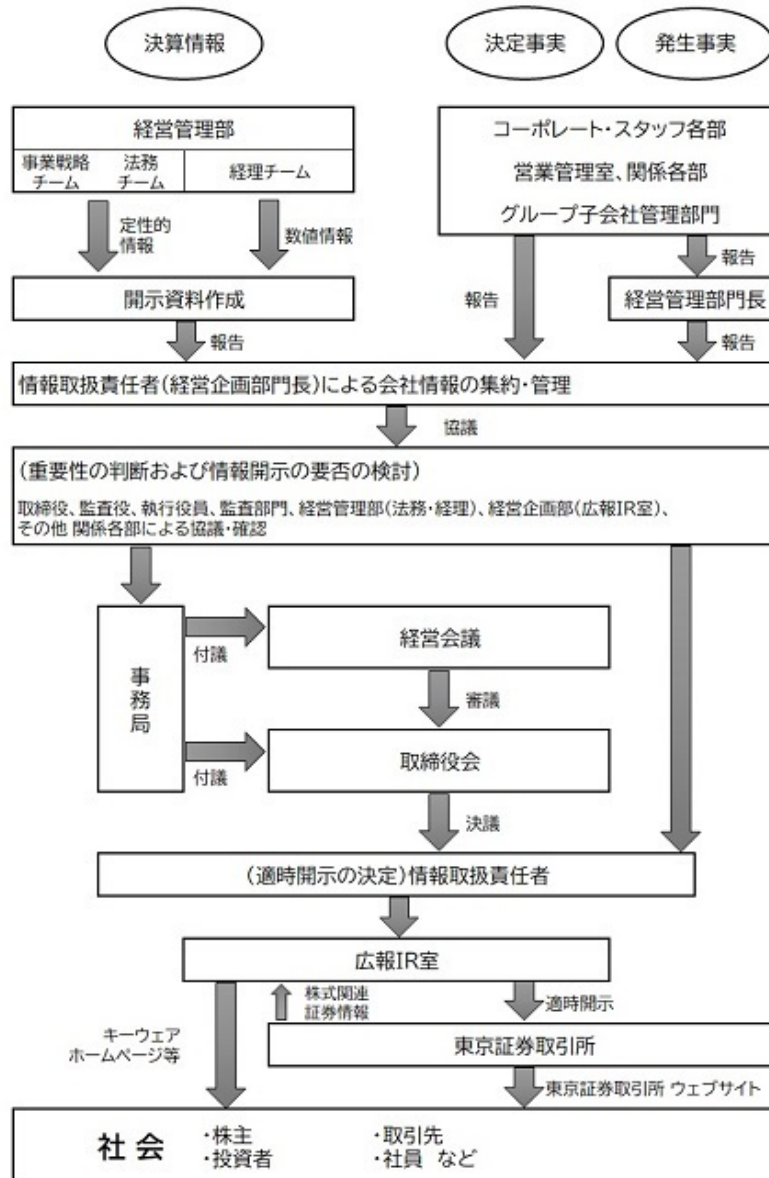 決算情報
決定事実
発生事実
経営管理部
事業戦略
チーム
法務
チーム
経理チーム
コーポレート・スタッフ各部
営業管理室、関係各部
グループ子会社管理部門
定性的
情報
数値情報
報告
報告
開示資料作成
経営管理部門長
報告
報告
情報取扱責任者(経営企画部門長)による会社情報の集約・管理
協議
(重要性の判断および情報開示の要否の検討)
取締役、監査役、執行役員、監査部門、経営管理部(法務・経理)、経営企画部(広報IR室)、
その他 関係各部による協議・確認
事務局
付議
経営会議
審議
付議
取締役会
決議
(適時開示の決定)情報取扱責任者
広報IR室
株式関連
証券情報
適時開示
キーウェア
ホームページ等
東京証券取引所
東京証券取引所 ウェブサイト
社会
・株主
・投資者
・取引先
・社員 など